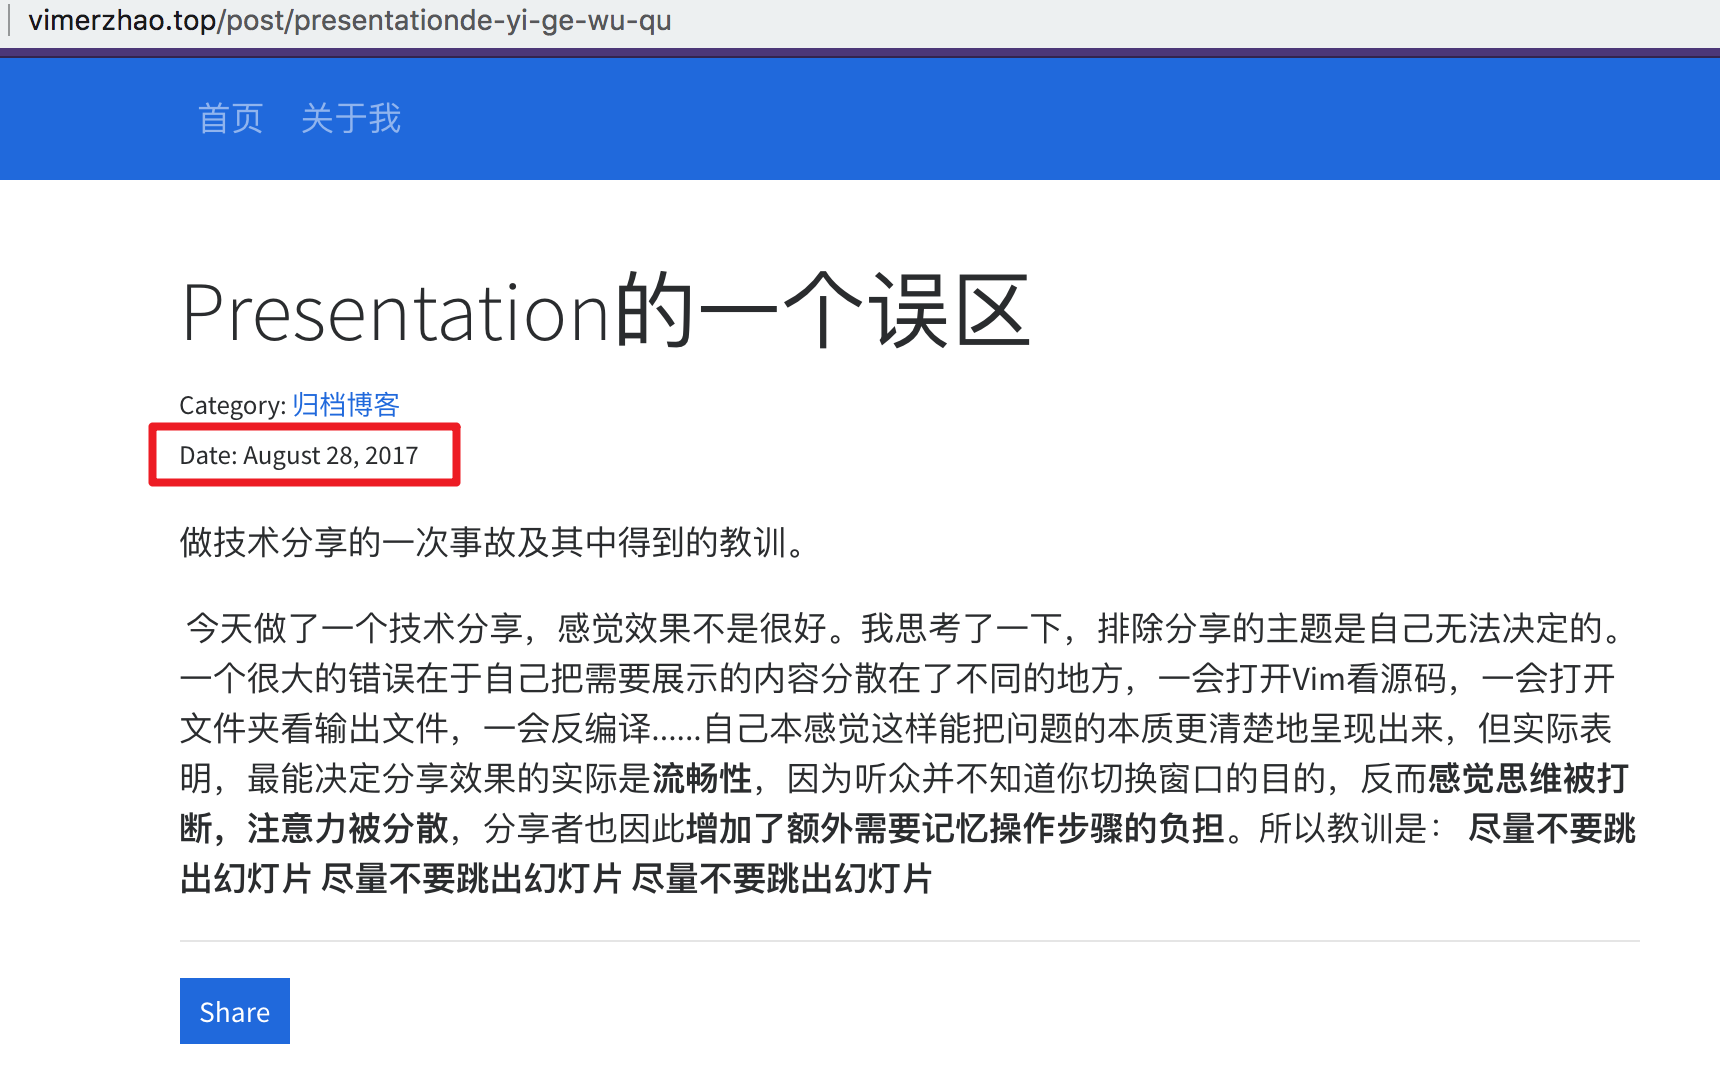 vimerzhao.top/post/presentationde-yi-ge-wu-qu
首页 关于我
Presentation的一个误区
Category: 归档博客
Date: August 28, 2017
做技术分享的一次事故及其中得到的教训。
今天做了一个技术分享，感觉效果不是很好。我思考了一下，排除分享的主题是自己无法决定的。
一个很大的错误在于自己把需要展示的内容分散在了不同的地方，一会打开Vim看源码，一会打开
文件夹看输出文件，一会反编译……自己本感觉这样能把问题的本质更清楚地呈现出来，但实际表
明，最能决定分享效果的实际是流畅性，因为听众并不知道你切换窗口的目的，反而感觉思维被打
断，注意力被分散，分享者也因此增加了额外需要记忆操作步骤的负担。所以教训是： 尽量不要跳
出幻灯片 尽量不要跳出幻灯片 尽量不要跳出幻灯片
Share